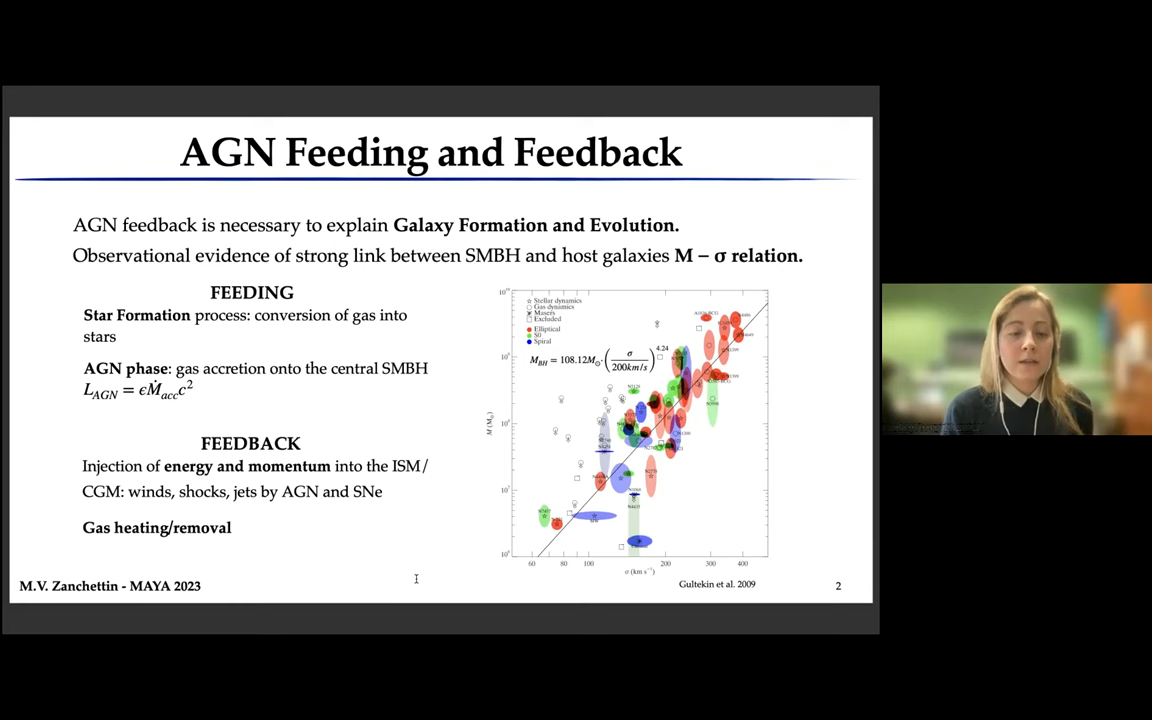 AGN Feeding and Feedback
AGN feedback is necessary to explain Galaxy Formation and Evolution.
Observational evidence of strong link between SMBH and host galaxies M – σ relation.
FEEDING
Star Formation process: conversion of gas into
stars
AGN phase: gas accretion onto the central SMBH
L_AGN = ϵṀ_acc c²
FEEDBACK
Injection of energy and momentum into the ISM/
CGM: winds, shocks, jets by AGN and SNe
Gas heating/removal
Stellar dynamics
Gas dynamics
Masers
Excluded
Elliptical
S0
Spiral
M_BH = 108.12M_⊙·(σ/200km/s)^4.24
M (M_⊙)
10⁹
10⁸
10⁷
10⁶
60 80 100 200 300 400
σ (km s⁻¹)
Gultekin et al. 2009
M.V. Zanchettin - MAYA 2023
2